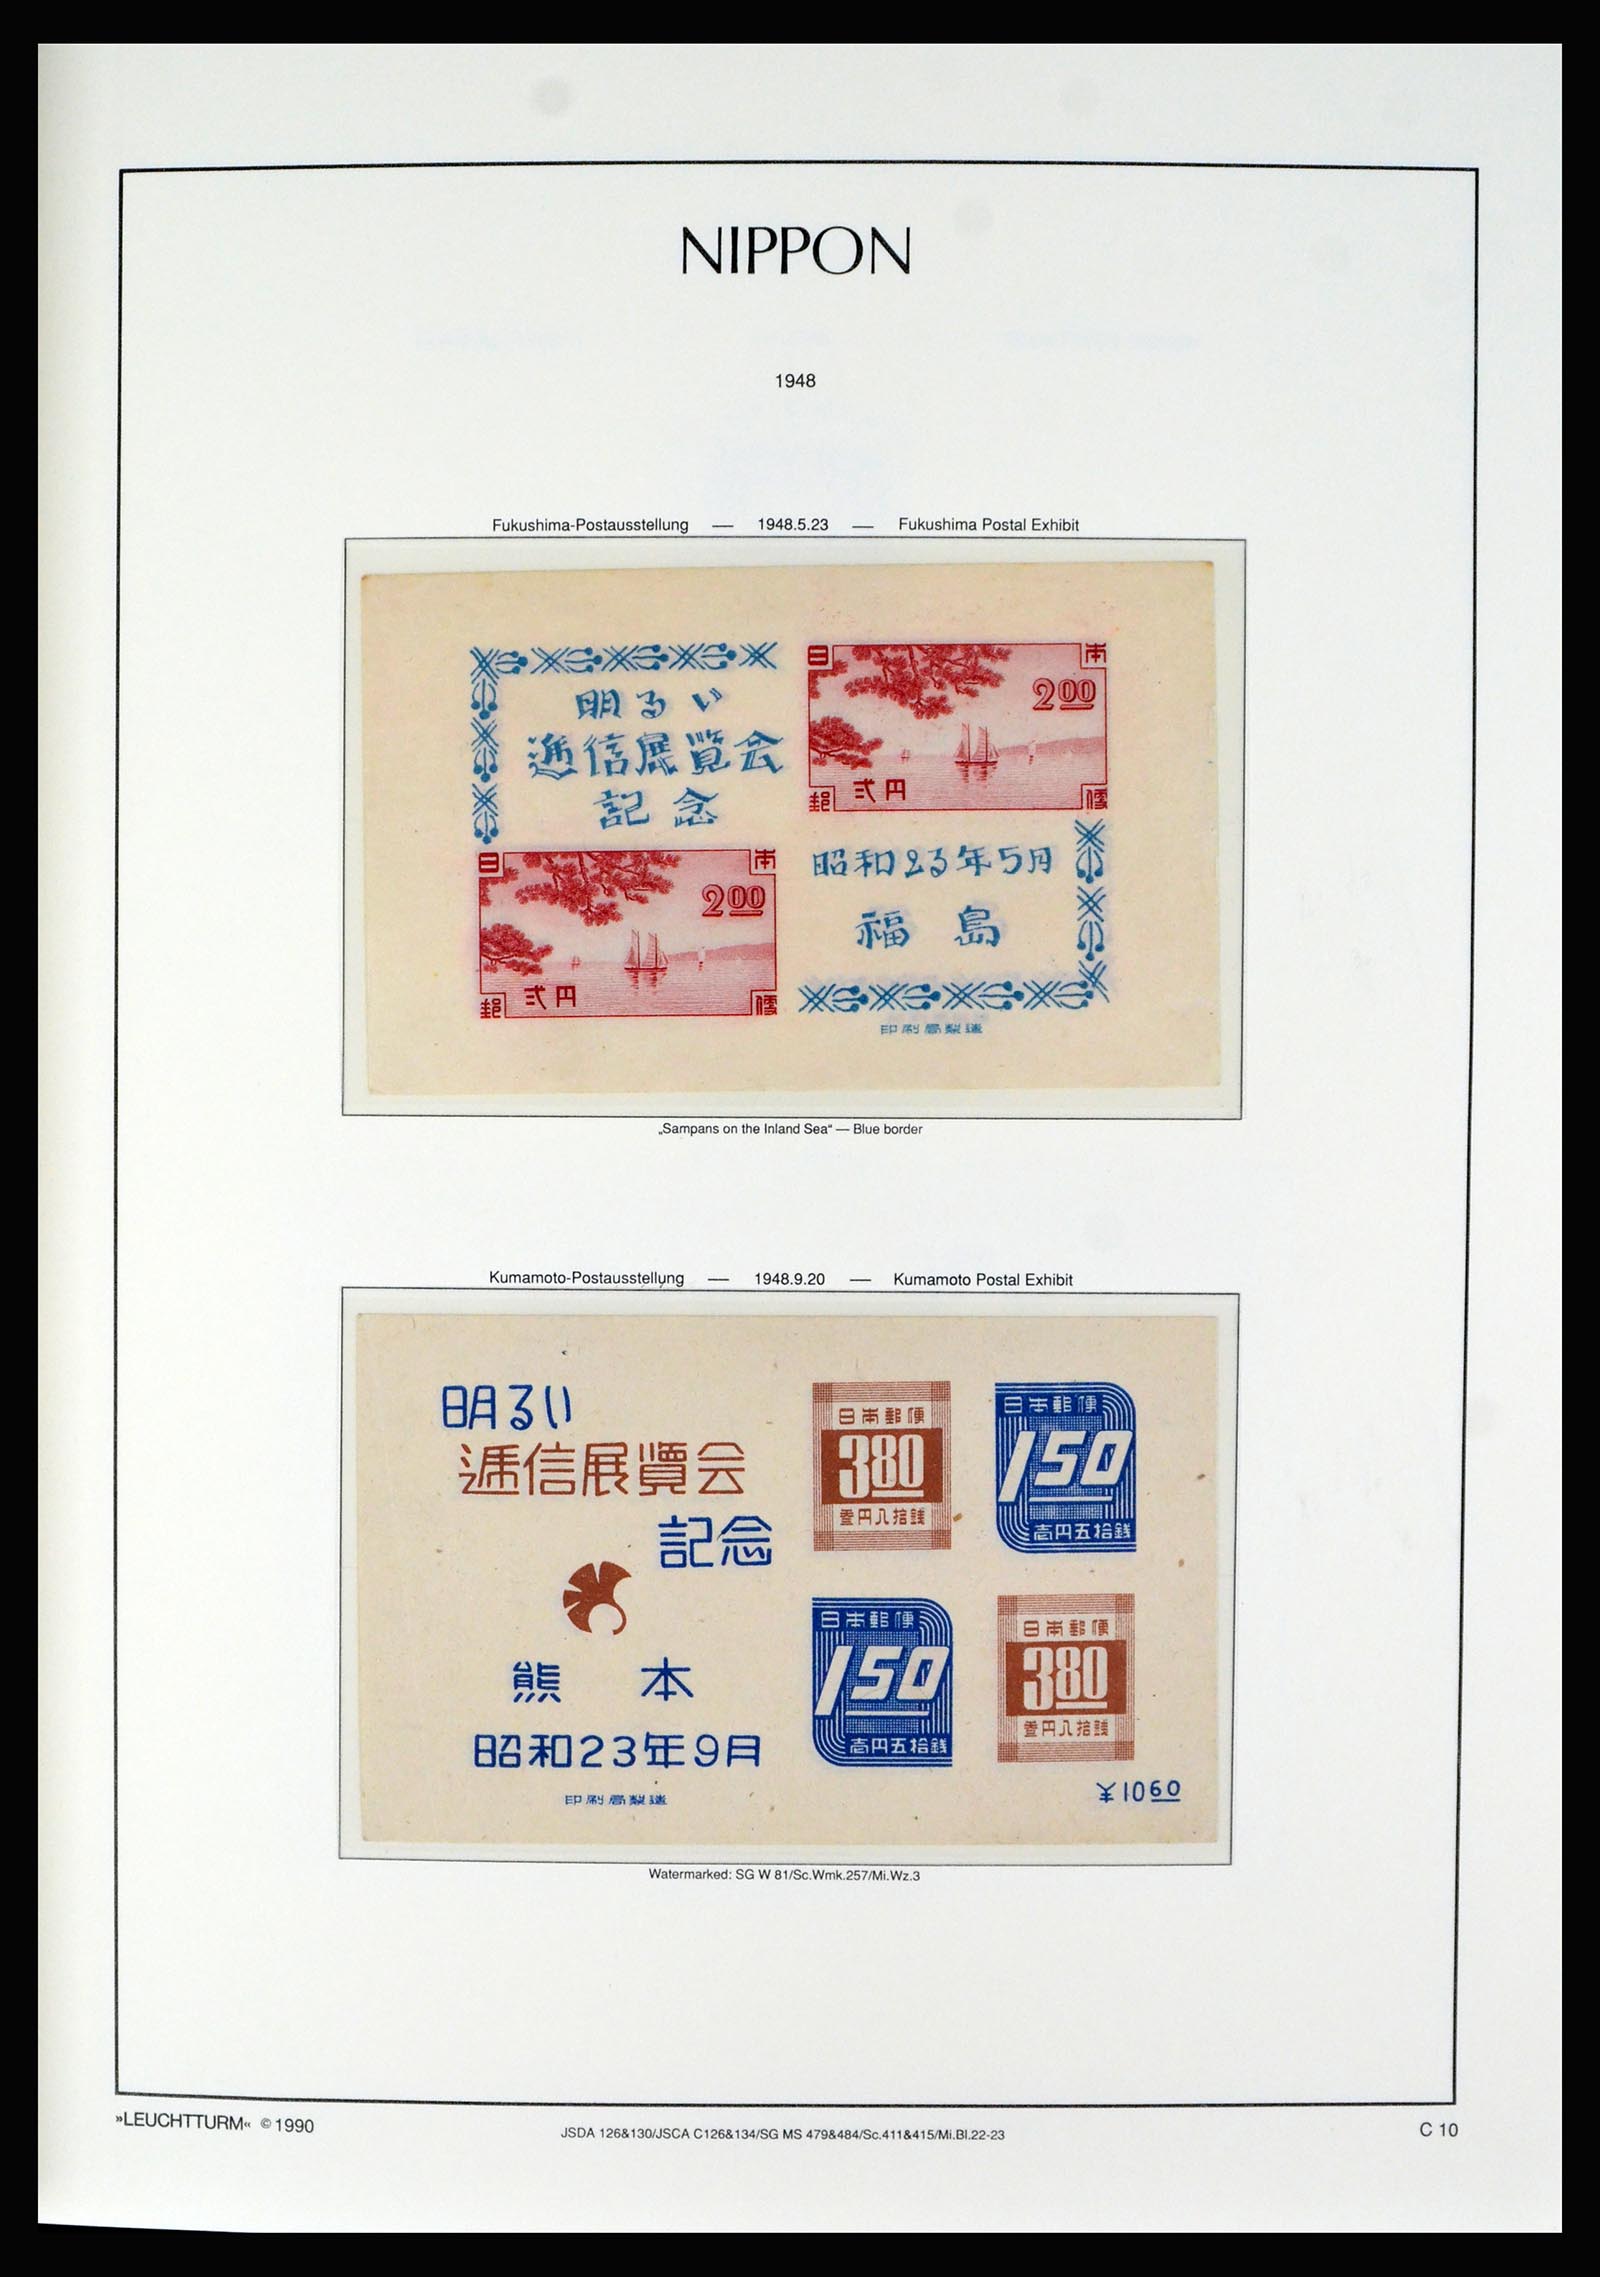 NIPPON
1948
Fukushima-Postausstellung — 1948.5.23 — Fukushima Postal Exhibit
明るい
逓信展覧会
記念
日本
2.00
弐円
郵便
日本
2.00
弐円
郵便
昭和23年5月
福島
印刷局製造
„Sampans on the Inland Sea“ — Blue border
Kumamoto-Postausstellung — 1948.9.20 — Kumamoto Postal Exhibit
明るい
逓信展覧会
記念
熊本
昭和23年9月
印刷局製造
日本郵便
3.80
叁円八拾銭
日本郵便
1.50
壱円五拾銭
日本郵便
1.50
壱円五拾銭
日本郵便
3.80
叁円八拾銭
¥10.60
Watermarked: SG W 81/Sc.Wmk.257/Mi.Wz.3
»LEUCHTTURM« © 1990
JSDA 126&130/JSCA C126&134/SG MS 479&484/Sc.411&415/Mi.Bl.22-23
C 10